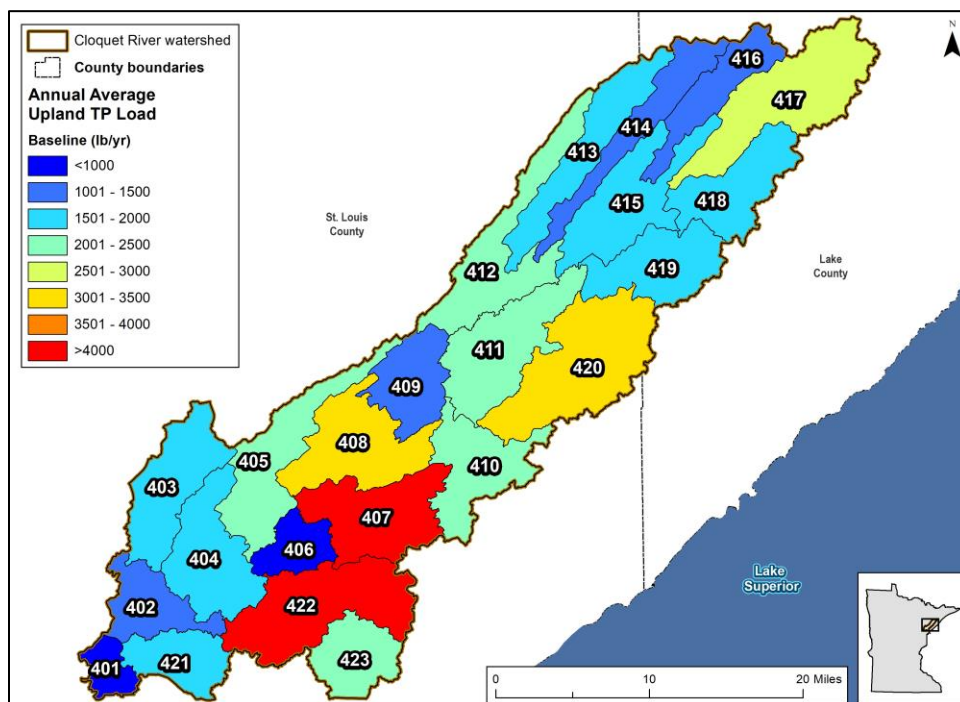 Cloquet River watershed
County boundaries
Annual Average
Upland TP Load
Baseline (lb/yr)
<1000
1001 - 1500
1501 - 2000
2001 - 2500
2501 - 3000
3001 - 3500
3501 - 4000
>4000
N
416
417
414
413
415
418
St. Louis
County
412
419
Lake
County
411
420
409
408
405
410
403
407
406
404
Lake
Superior
402
422
423
401
421
0 10 20 Miles